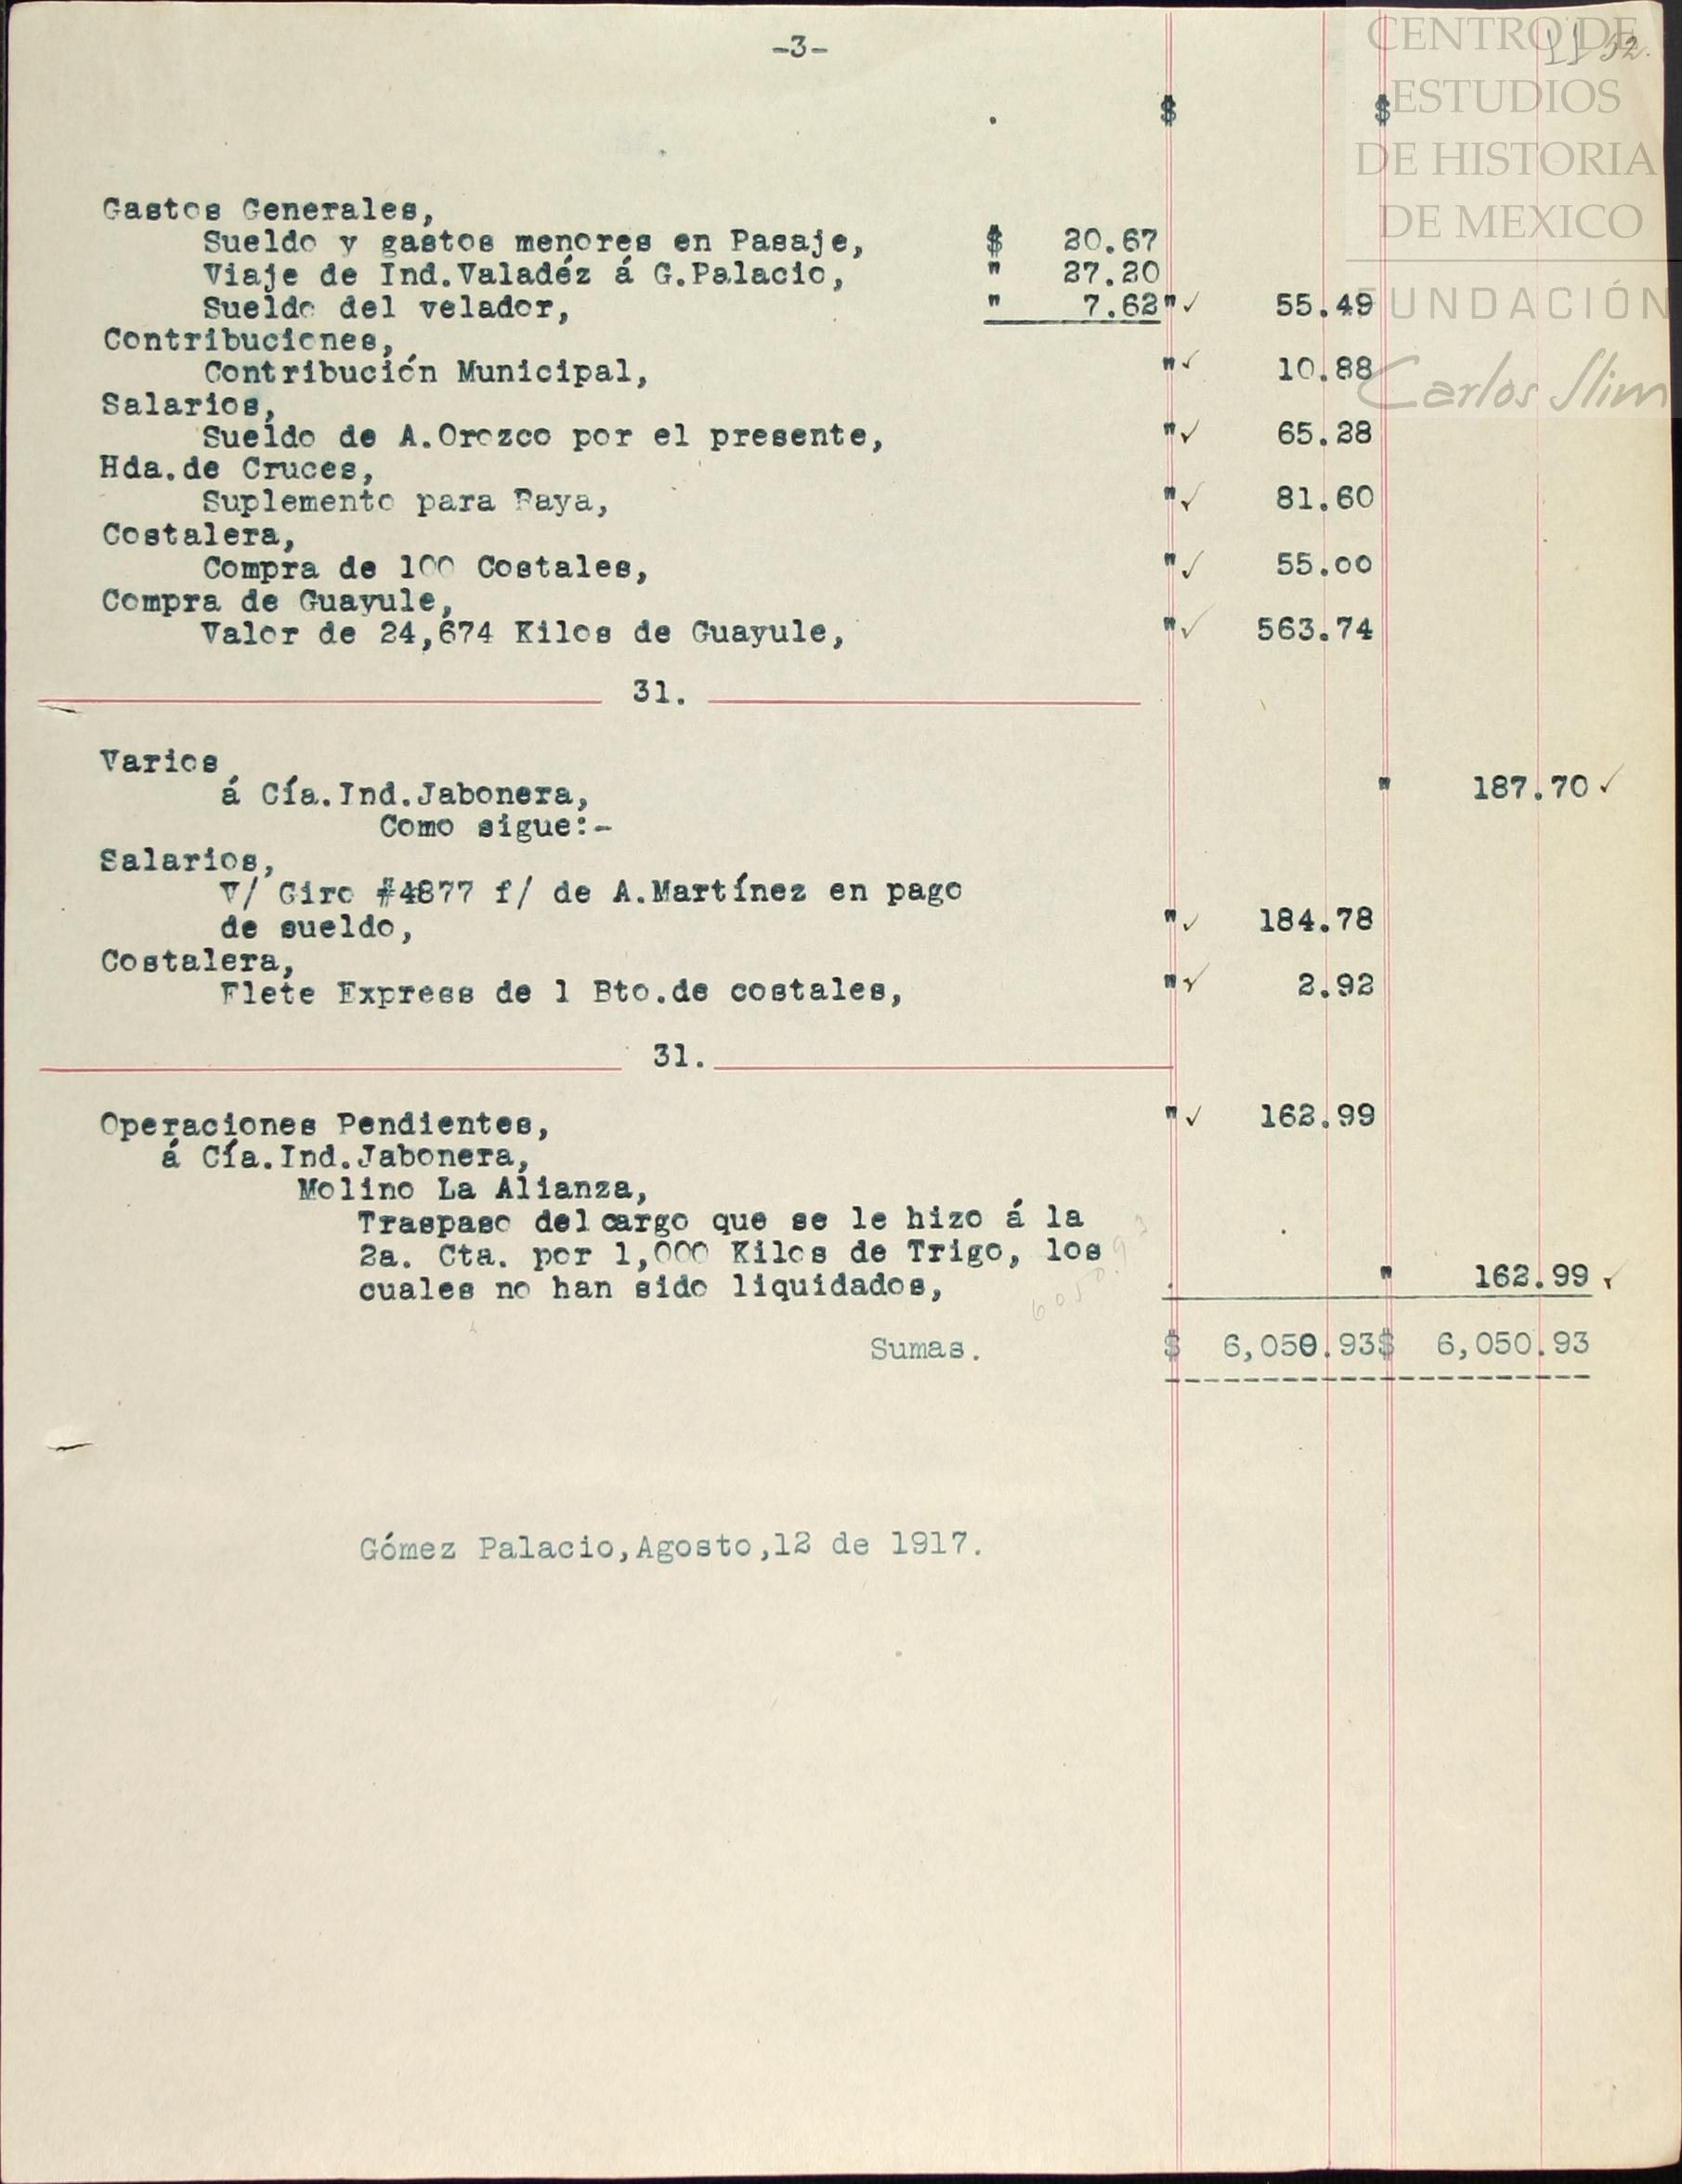 -3-
52.
$ $
Gastos Generales,
Sueldo y gastos menores en Pasaje, $ 20.67
Viaje de Ind.Valadéz á G.Palacio, " 27.20
Sueldo del velador, " 7.62 " ✓ 55.49
Contribuciones,
Contribución Municipal, " ✓ 10.88
Salarios,
Sueldo de A.Orozco por el presente, " ✓ 65.28
Hda.de Cruces,
Suplemento para Raya, " ✓ 81.60
Costalera,
Compra de 100 Costales, " ✓ 55.00
Compra de Guayule,
Valor de 24,674 Kilos de Guayule, " ✓ 563.74
31.
Varios
á Cía.Ind.Jabonera, " 187.70 ✓
Como sigue:-
Salarios,
V/ Giro #4877 f/ de A.Martínez en pago
de sueldo, " ✓ 184.78
Costalera,
Flete Express de 1 Bto.de costales, " ✓ 2.92
31.
Operaciones Pendientes, " ✓ 162.99
á Cía.Ind.Jabonera,
Molino La Alianza,
Traspaso del cargo que se le hizo á la
2a. Cta. por 1,000 Kilos de Trigo, los
cuales no han sido liquidados, " 162.99 ✓
6050.93
Sumas. $ 6,050.93 $ 6,050.93
Gómez Palacio,Agosto,12 de 1917.
CENTRO DE
ESTUDIOS
DE HISTORIA
DE MEXICO
FUNDACIÓN
Carlos Slim